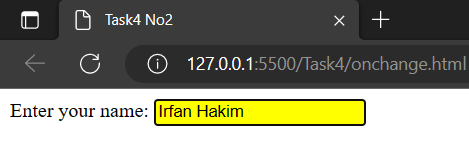 Task4 No2
127.0.0.1:5500/Task4/onchange.html
Enter your name: Irfan Hakim